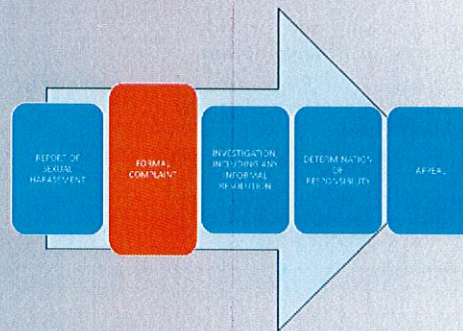 REPORT OF
SEXUAL
HARASSMENT
FORMAL
COMPLAINT
INVESTIGATION,
INCLUDING ANY
INFORMAL
RESOLUTION
DETERMINATION
OF
RESPONSIBILITY
APPEAL